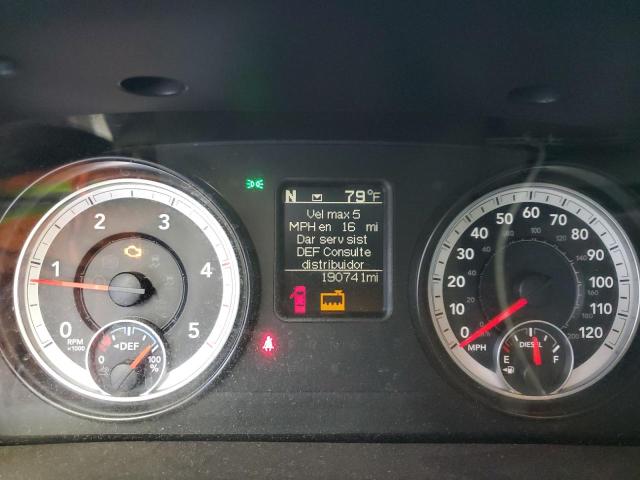 N 79°F
Vel max 5
MPH en 16 mi
Dar serv sist
DEF Consulte
distribuidor
190741mi
0 1 2 3 4 5
RPM
x1000
0 DEF 100
%
0 10 20 30 40 50 60 70 80 90 100 110 120
MPH
E DIESEL F